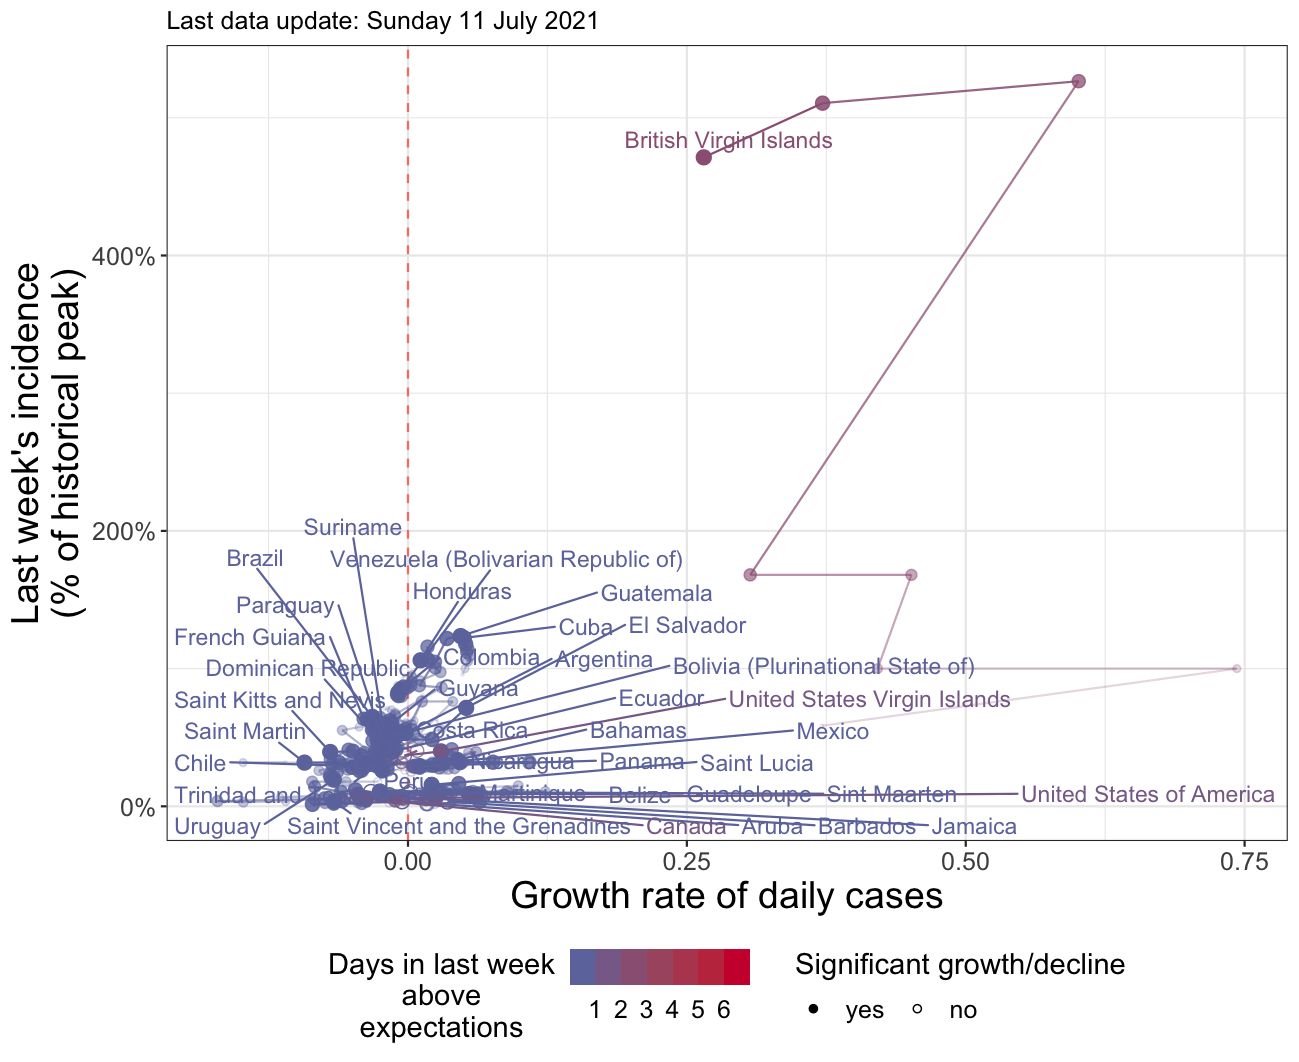 Last data update: Sunday 11 July 2021
Last week's incidence
(% of historical peak)
400%
200%
0%
British Virgin Islands
Suriname
Brazil
Venezuela (Bolivarian Republic of)
Honduras
Guatemala
Paraguay
Cuba
El Salvador
French Guiana
Colombia
Argentina
Dominican Republic
Bolivia (Plurinational State of)
Guyana
Saint Kitts and Nevis
Ecuador
United States Virgin Islands
Saint Martin
Costa Rica
Bahamas
Mexico
Chile
Nicaragua
Panama
Saint Lucia
Peru
Trinidad and
Martinique
Belize
Guadeloupe
Sint Maarten
United States of America
Uruguay
Saint Vincent and the Grenadines
Canada
Aruba
Barbados
Jamaica
0.00
0.25
0.50
0.75
Growth rate of daily cases
Days in last week
above
expectations
1 2 3 4 5 6
Significant growth/decline
yes
no